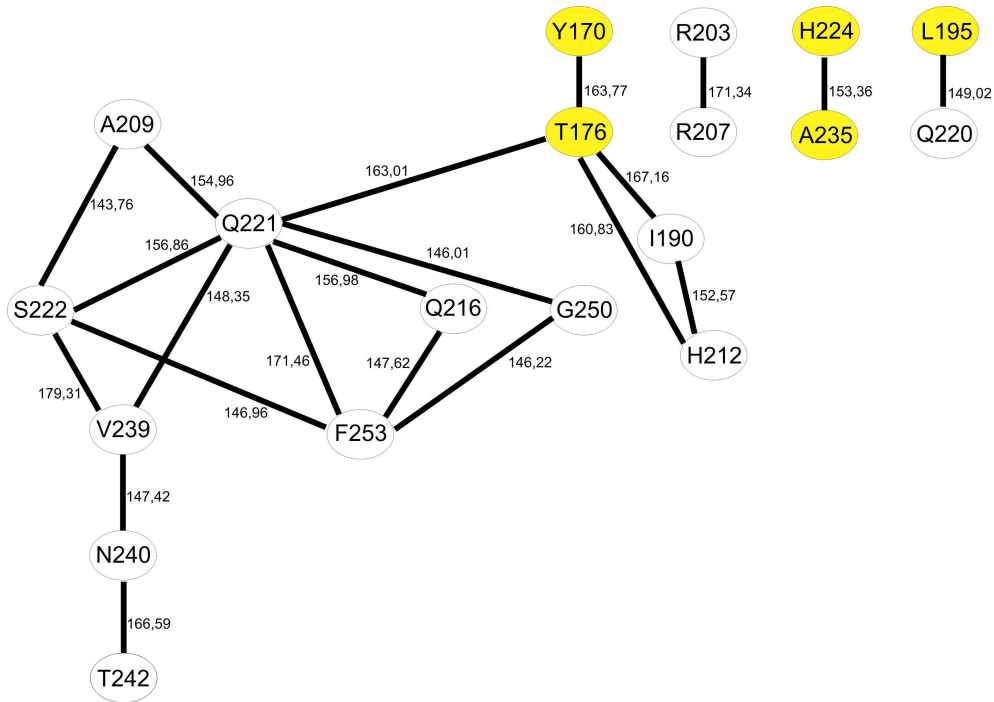 Y170
R203
H224
L195
163,77
171,34
153,36
149,02
A209
T176
R207
A235
Q220
154,96
163,01
167,16
143,76
Q221
160,83
I190
156,86
146,01
156,98
148,35
152,57
S222
Q216
G250
H212
179,31
171,46
147,62
146,22
146,96
V239
F253
147,42
N240
166,59
T242